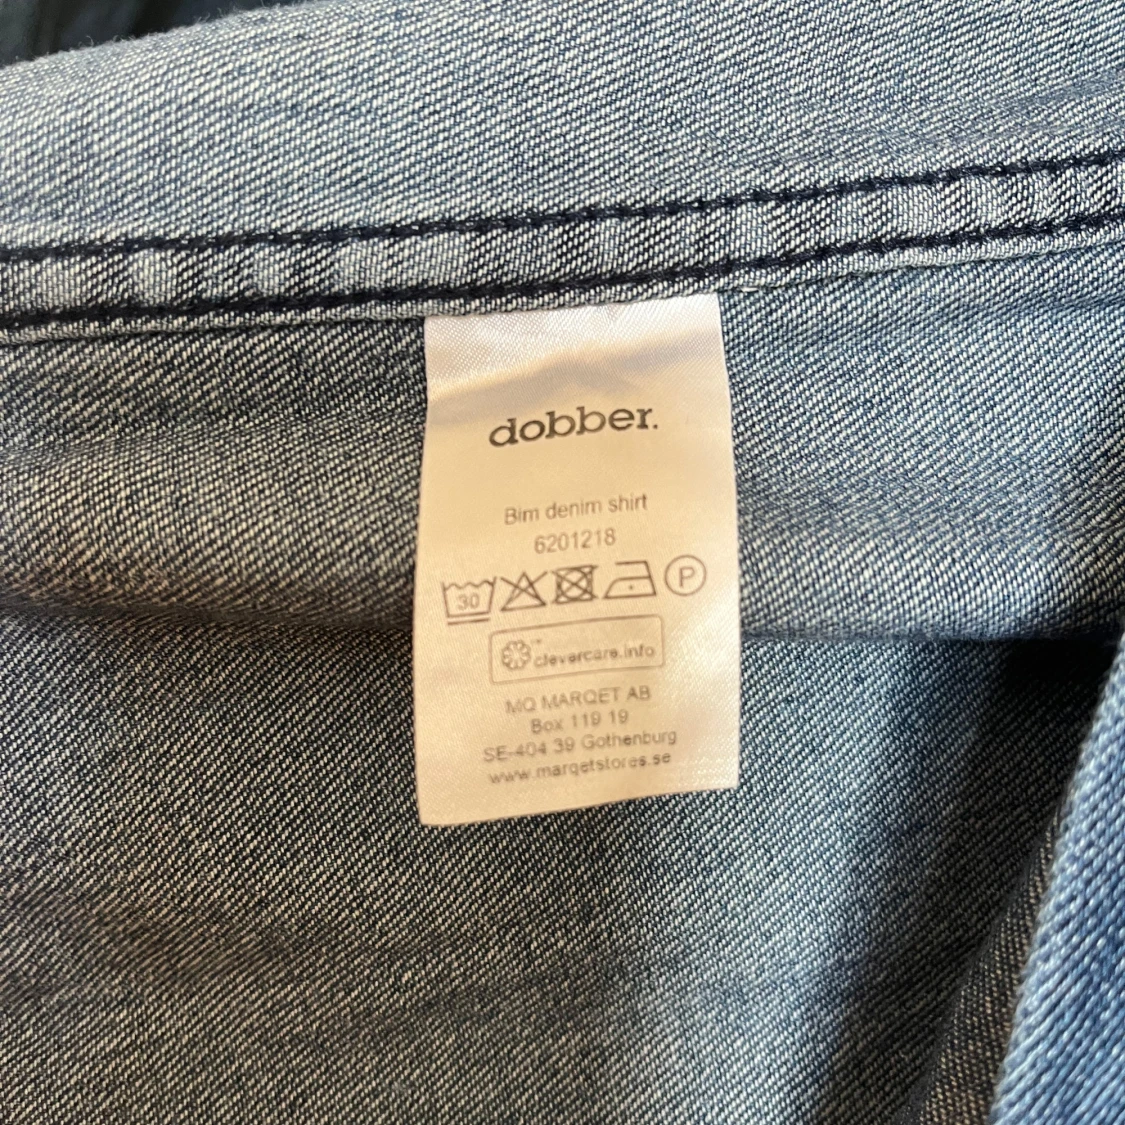 dobber.
Bim denim shirt
6201218
30 P
clevercare.info
MQ MARQET AB
Box 119 19
SE-404 39 Gothenburg
www.marqetstores.se